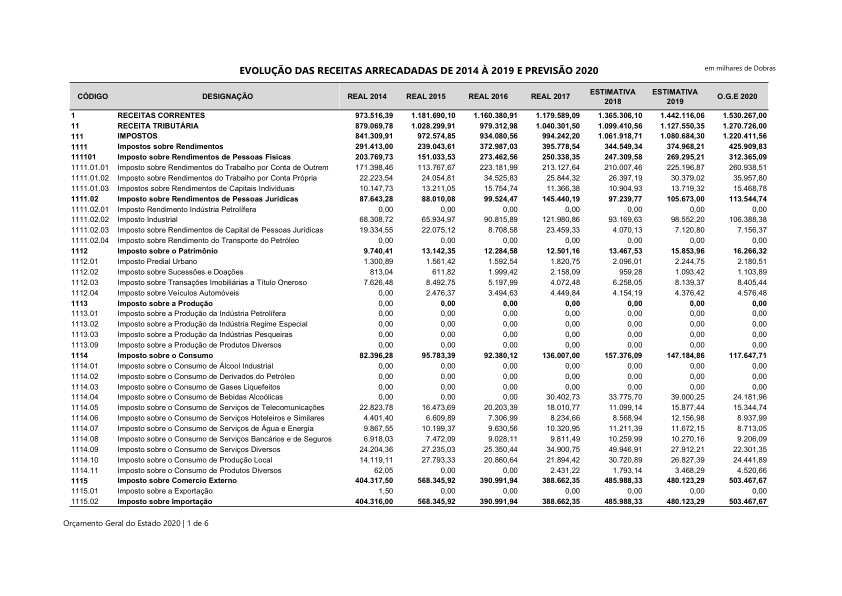 EVOLUÇÃO DAS RECEITAS ARRECADADAS DE 2014 À 2019 E PREVISÃO 2020
em milhares de Dobras
CÓDIGO DESIGNAÇÃO REAL 2014 REAL 2015 REAL 2016 REAL 2017 ESTIMATIVA 2018 ESTIMATIVA 2019 O.G.E 2020
1 RECEITAS CORRENTES 973.516,39 1.181.690,10 1.160.380,91 1.179.589,09 1.365.306,10 1.442.116,06 1.530.267,00
11 RECEITA TRIBUTÁRIA 879.069,78 1.028.299,91 979.312,98 1.040.301,50 1.099.410,56 1.127.550,35 1.270.726,00
111 IMPOSTOS 841.309,91 972.574,85 934.080,56 994.242,20 1.061.918,71 1.080.684,30 1.220.411,56
1111 Impostos sobre Rendimentos 291.413,00 239.043,61 372.987,03 395.778,54 344.549,34 374.968,21 425.909,83
111101 Imposto sobre Rendimentos de Pessoas Fisicas 203.769,73 151.033,53 273.462,56 250.338,35 247.309,58 269.295,21 312.365,09
1111.01.01 Imposto sobre Rendimentos do Trabalho por Conta de Outrem 171.398,46 113.767,67 223.181,99 213.127,64 210.007,46 225.196,87 260.938,51
1111.01.02 Imposto sobre Rendimentos do Trabalho por Conta Própria 22.223,54 24.054,81 34.525,83 25.844,32 26.397,19 30.379,02 35.957,80
1111.01.03 Impostos sobre Rendimentos de Capitais Individuais 10.147,73 13.211,05 15.754,74 11.366,38 10.904,93 13.719,32 15.468,78
1111.02 Imposto sobre Rendimentos de Pessoas Jurídicas 87.643,28 88.010,08 99.524,47 145.440,19 97.239,77 105.673,00 113.544,74
1111.02.01 Imposto Rendimento Indústria Petrolífera 0,00 0,00 0,00 0,00 0,00 0,00 0,00
1111.02.02 Imposto Industrial 68.308,72 65.934,97 90.815,89 121.980,86 93.169,63 98.552,20 106.388,38
1111.02.03 Imposto sobre Rendimentos de Capital de Pessoas Jurídicas 19.334,55 22.075,12 8.708,58 23.459,33 4.070,13 7.120,80 7.156,37
1111.02.04 Imposto sobre Rendimento do Transporte do Petróleo 0,00 0,00 0,00 0,00 0,00 0,00 0,00
1112 Imposto sobre o Patrimônio 9.740,41 13.142,35 12.284,58 12.501,16 13.467,53 15.853,96 16.266,32
1112.01 Imposto Predial Urbano 1.300,89 1.561,42 1.592,54 1.820,75 2.096,01 2.244,75 2.180,51
1112.02 Imposto sobre Sucessões e Doações 813,04 611,82 1.999,42 2.158,09 959,28 1.093,42 1.103,89
1112.03 Imposto sobre Transações Imobiliárias a Título Oneroso 7.626,48 8.492,75 5.197,99 4.072,48 6.258,05 8.139,37 8.405,44
1112.04 Imposto sobre Veículos Automóveis 0,00 2.476,37 3.494,63 4.449,84 4.154,19 4.376,42 4.576,48
1113 Imposto sobre a Produção 0,00 0,00 0,00 0,00 0,00 0,00 0,00
1113.01 Imposto sobre a Produção da Indústria Petrolífera 0,00 0,00 0,00 0,00 0,00 0,00 0,00
1113.02 Imposto sobre a Produção da Indústria Regime Especial 0,00 0,00 0,00 0,00 0,00 0,00 0,00
1113.03 Imposto sobre a Produção da Indústrias Pesqueiras 0,00 0,00 0,00 0,00 0,00 0,00 0,00
1113.09 Imposto sobre a Produção de Produtos Diversos 0,00 0,00 0,00 0,00 0,00 0,00 0,00
1114 Imposto sobre o Consumo 82.396,28 95.783,39 92.380,12 136.007,00 157.376,09 147.184,86 117.647,71
1114.01 Imposto sobre o Consumo de Álcool Industrial 0,00 0,00 0,00 0,00 0,00 0,00 0,00
1114.02 Imposto sobre o Consumo de Derivados do Petróleo 0,00 0,00 0,00 0,00 0,00 0,00 0,00
1114.03 Imposto sobre o Consumo de Gases Liquefeitos 0,00 0,00 0,00 0,00 0,00 0,00 0,00
1114.04 Imposto sobre o Consumo de Bebidas Alcoólicas 0,00 0,00 0,00 30.402,73 33.775,70 39.000,25 24.181,96
1114.05 Imposto sobre o Consumo de Serviços de Telecomunicações 22.823,78 16.473,69 20.203,39 18.010,77 11.099,14 15.877,44 15.344,74
1114.06 Imposto sobre o Consumo de Serviços Hoteleiros e Similares 4.401,40 6.609,89 7.306,99 8.234,66 8.568,94 12.156,98 8.937,99
1114.07 Imposto sobre o Consumo de Serviços de Água e Energia 9.867,55 10.199,37 9.630,56 10.320,95 11.211,39 11.672,15 8.713,05
1114.08 Imposto sobre o Consumo de Serviços Bancários e de Seguros 6.918,03 7.472,09 9.028,11 9.811,49 10.259,99 10.270,16 9.206,09
1114.09 Imposto sobre o Consumo de Serviços Diversos 24.204,36 27.235,03 25.350,44 34.900,75 49.946,91 27.912,21 22.301,35
1114.10 Imposto sobre o Consumo de Produção Local 14.119,11 27.793,33 20.860,64 21.894,42 30.720,89 26.827,39 24.441,89
1114.11 Imposto sobre o Consumo de Produtos Diversos 62,05 0,00 0,00 2.431,22 1.793,14 3.468,29 4.520,66
1115 Imposto sobre Comercio Externo 404.317,50 568.345,92 390.991,94 388.662,35 485.988,33 480.123,29 503.467,67
1115.01 Imposto sobre a Exportação 1,50 0,00 0,00 0,00 0,00 0,00 0,00
1115.02 Imposto sobre Importação 404.316,00 568.345,92 390.991,94 388.662,35 485.988,33 480.123,29 503.467,67
Orçamento Geral do Estado 2020 | 1 de 6